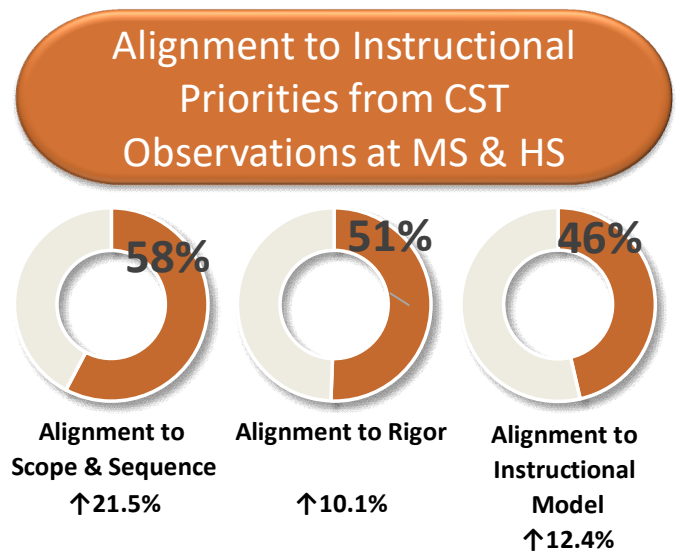 Alignment to Instructional
Priorities from CST
Observations at MS & HS
58%
51%
46%
Alignment to
Scope & Sequence
↑21.5%
Alignment to Rigor
↑10.1%
Alignment to
Instructional
Model
↑12.4%